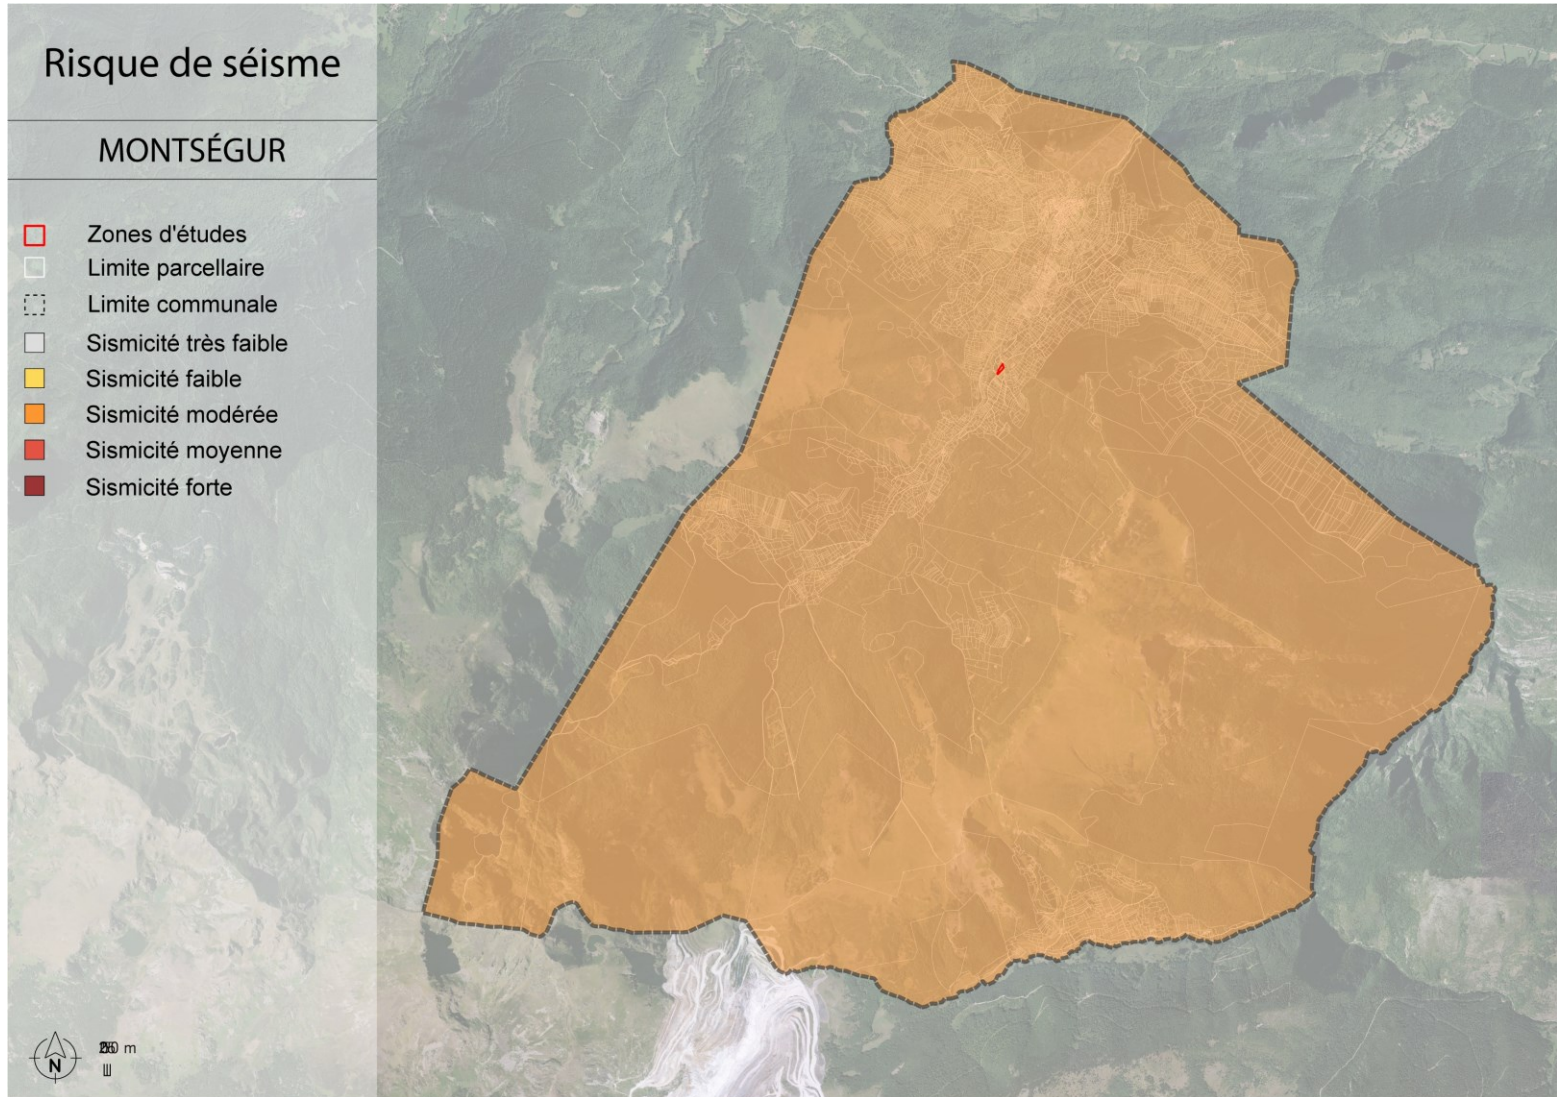 Risque de séisme
MONTSÉGUR
Zones d'études
Limite parcellaire
Limite communale
Sismicité très faible
Sismicité faible
Sismicité modérée
Sismicité moyenne
Sismicité forte
N
m